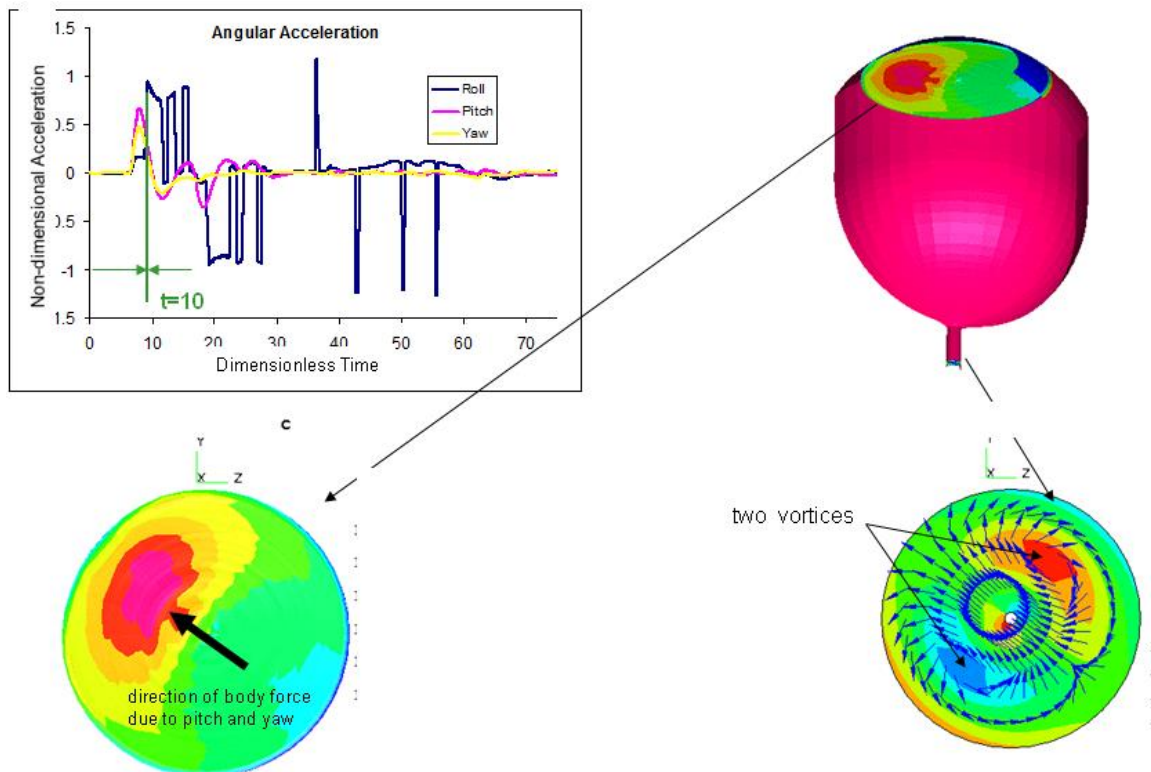 Angular Acceleration
Non-dimensional Acceleration
1.5
1
0.5
0
0.5
-1
1.5
Roll
Pitch
Yaw
t=10
0 10 20 30 40 50 60 70
Dimensionless Time
c
Y
X Z
direction of body force
due to pitch and yaw
X Z
two vortices